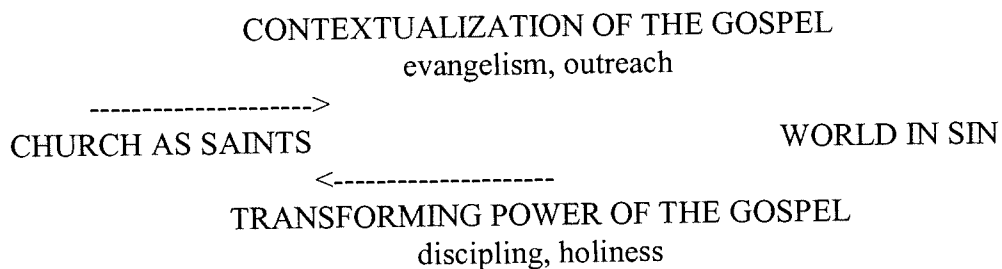 CONTEXTUALIZATION OF THE GOSPEL
evangelism, outreach
--------------------->
CHURCH AS SAINTS WORLD IN SIN
<---------------------
TRANSFORMING POWER OF THE GOSPEL
discipling, holiness